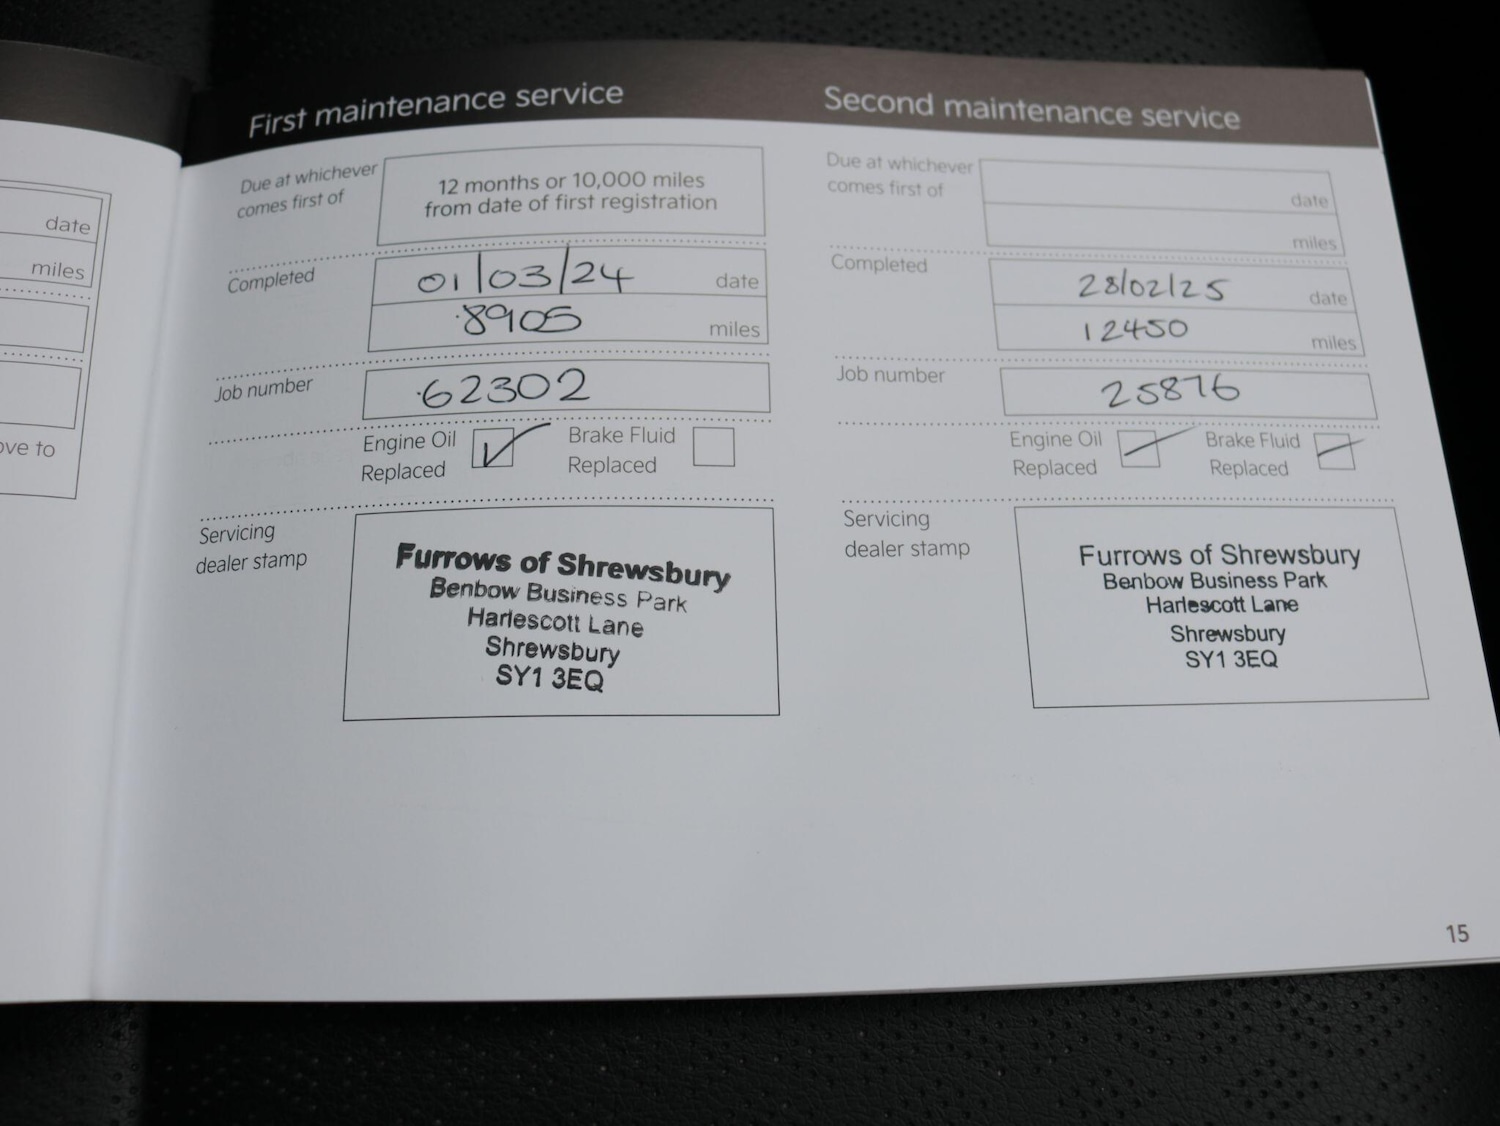 date
miles
ove to
First maintenance service
Due at whichever
comes first of
12 months or 10,000 miles
from date of first registration
Completed
01/03/24 date
8905 miles
Job number
62302
Engine Oil
Replaced
Brake Fluid
Replaced
Servicing
dealer stamp
Furrows of Shrewsbury
Benbow Business Park
Harlescott Lane
Shrewsbury
SY1 3EQ
Second maintenance service
Due at whichever
comes first of
date
miles
Completed
28/02/25 date
12450 miles
Job number
25876
Engine Oil
Replaced
Brake Fluid
Replaced
Servicing
dealer stamp
Furrows of Shrewsbury
Benbow Business Park
Harlescott Lane
Shrewsbury
SY1 3EQ
15